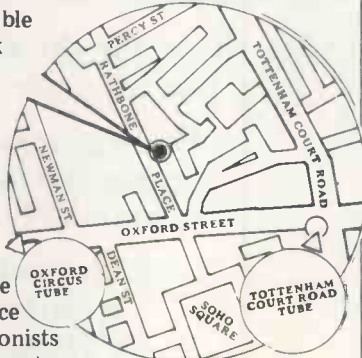 ble
k
PERCY ST
RATHBONE
PLACE
TOTTENHAM COURT ROAD
NEWMAN ST
OXFORD STREET
DEAN ST
OXFORD
CIRCUS
TUBE
SOHO
SQUARE
TOTTENHAM
COURT ROAD
TUBE
e
ce
onists